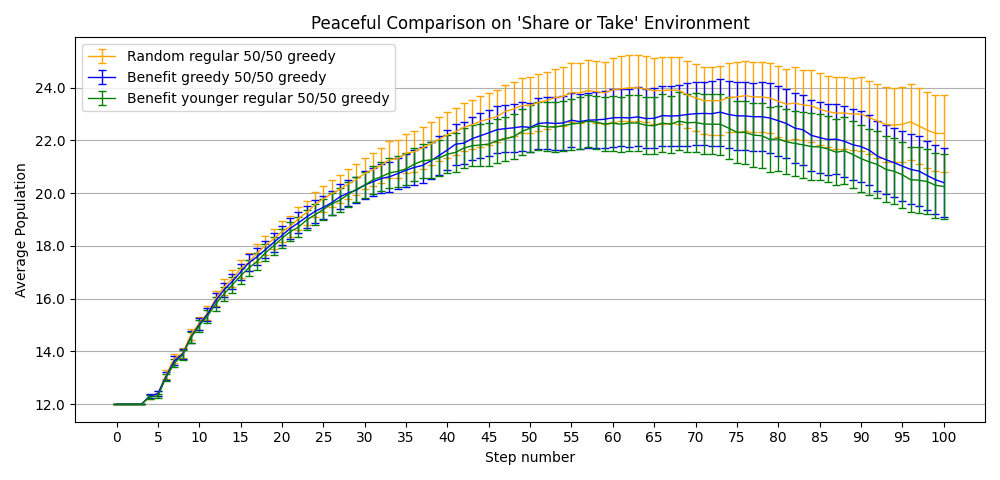 Peaceful Comparison on 'Share or Take' Environment
Random regular 50/50 greedy
Benefit greedy 50/50 greedy
Benefit younger regular 50/50 greedy
Average Population
24.0
22.0
20.0
18.0
16.0
14.0
12.0
0 5 10 15 20 25 30 35 40 45 50 55 60 65 70 75 80 85 90 95 100
Step number